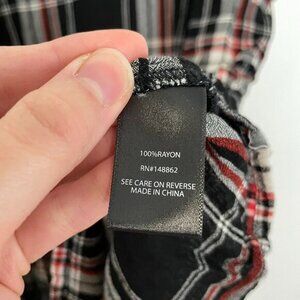 100%RAYON
RN#148862
SEE CARE ON REVERSE
MADE IN CHINA